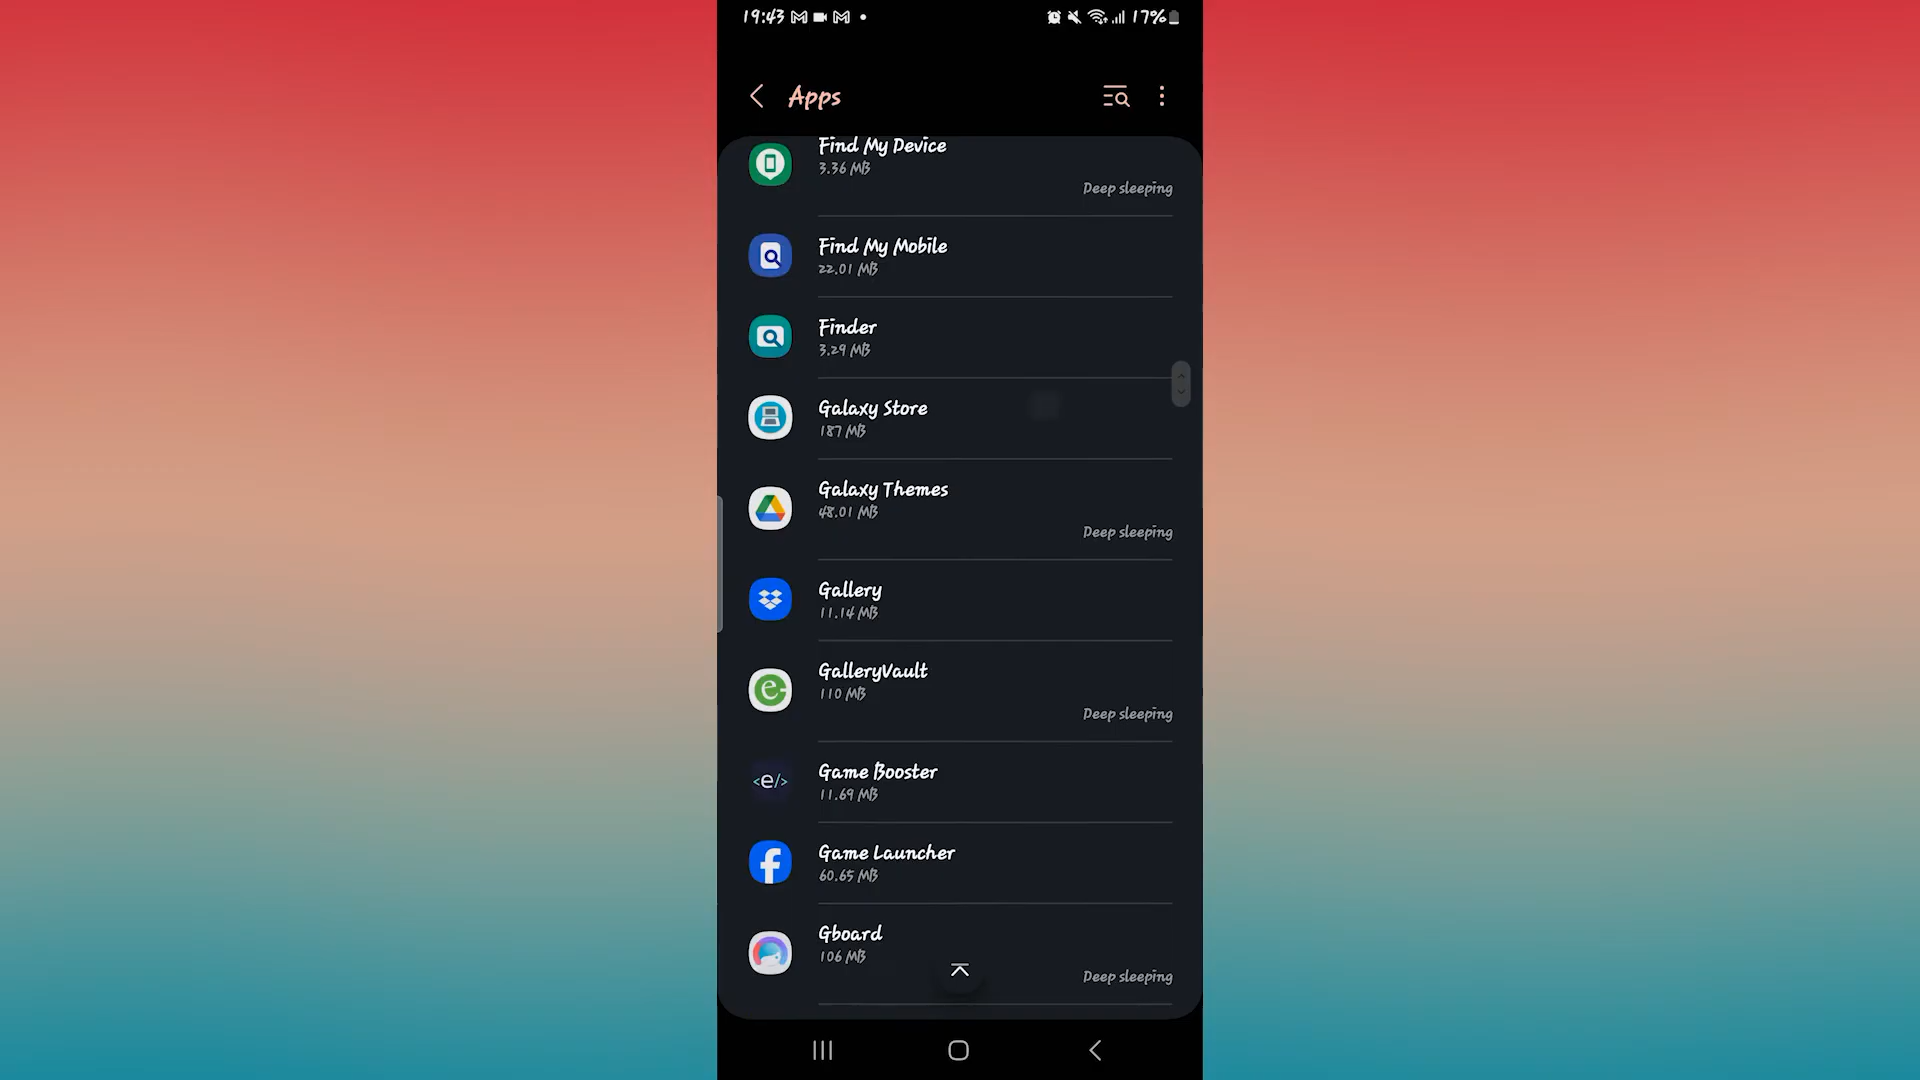 19:43
17%
Apps
Find My Device
3.36 MB
Deep sleeping
Find My Mobile
22.01 MB
Finder
3.29 MB
Galaxy Store
187 MB
Galaxy Themes
48.01 MB
Deep sleeping
Gallery
11.14 MB
GalleryVault
110 MB
Deep sleeping
<e/>
Game Booster
11.69 MB
Game Launcher
60.65 MB
Gboard
106 MB
Deep sleeping